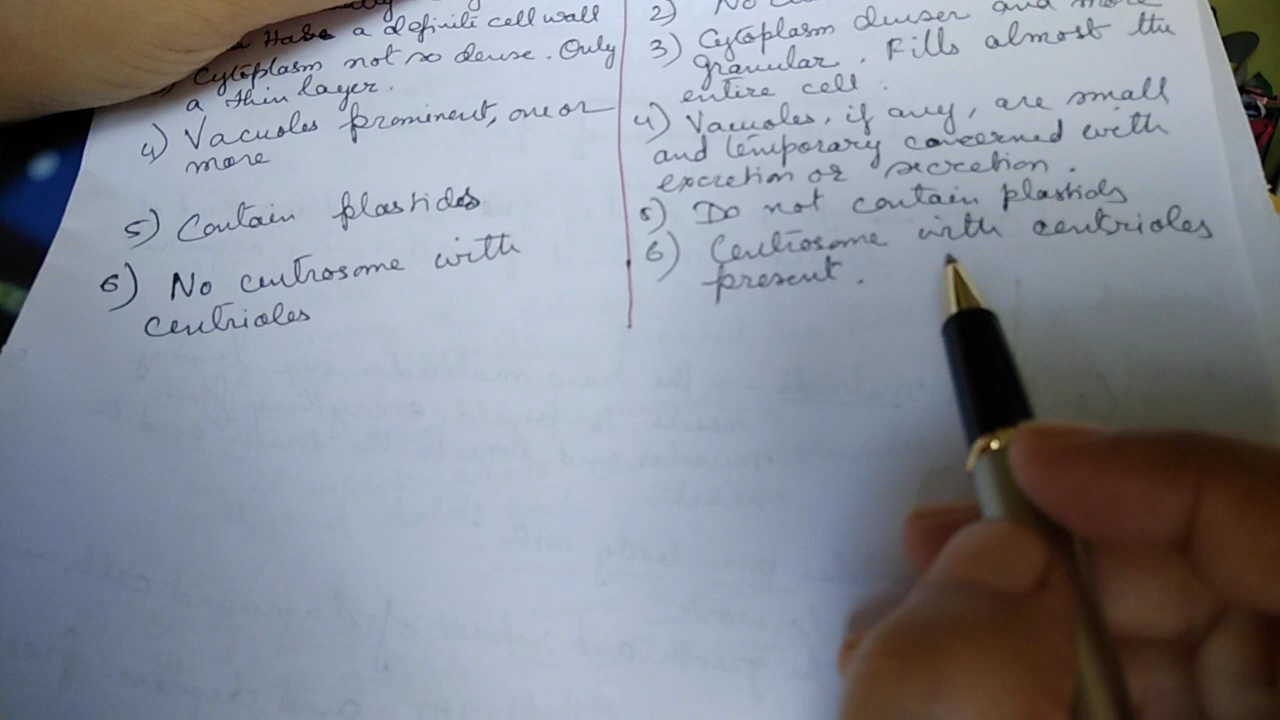 Have a definite cell wall
Cytoplasm not so dense. Only
a thin layer.
4) Vacuoles prominent, one or
more
5) Contain plastids
6) No centrosome with
centrioles
2) No
3) Cytoplasm denser and more
granular. Fills almost the
entire cell.
4) Vacuoles, if any, are small
and temporary concerned with
excretion or secretion.
5) Do not contain plastids
6) Centrosome with centrioles
present.